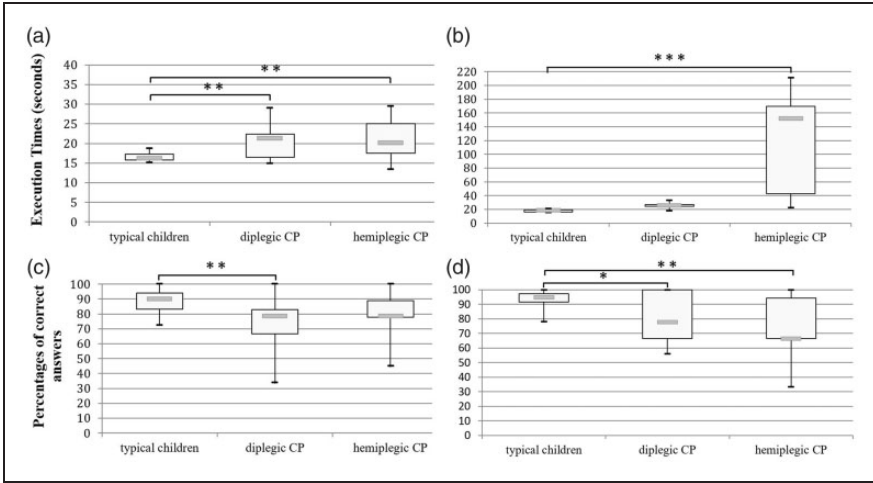 (a)
Execution Times (seconds)
40
35
30
25
20
15
10
5
0
**
**
typical children
diplegic CP
hemiplegic CP
(b)
220
200
180
160
140
120
100
80
60
40
20
0
***
typical children
diplegic CP
hemiplegic CP
(c)
Percentages of correct
answers
100
90
80
70
60
50
40
30
20
10
0
**
typical children
diplegic CP
hemiplegic CP
(d)
100
90
80
70
60
50
40
30
20
10
0
**
*
typical children
diplegic CP
hemiplegic CP